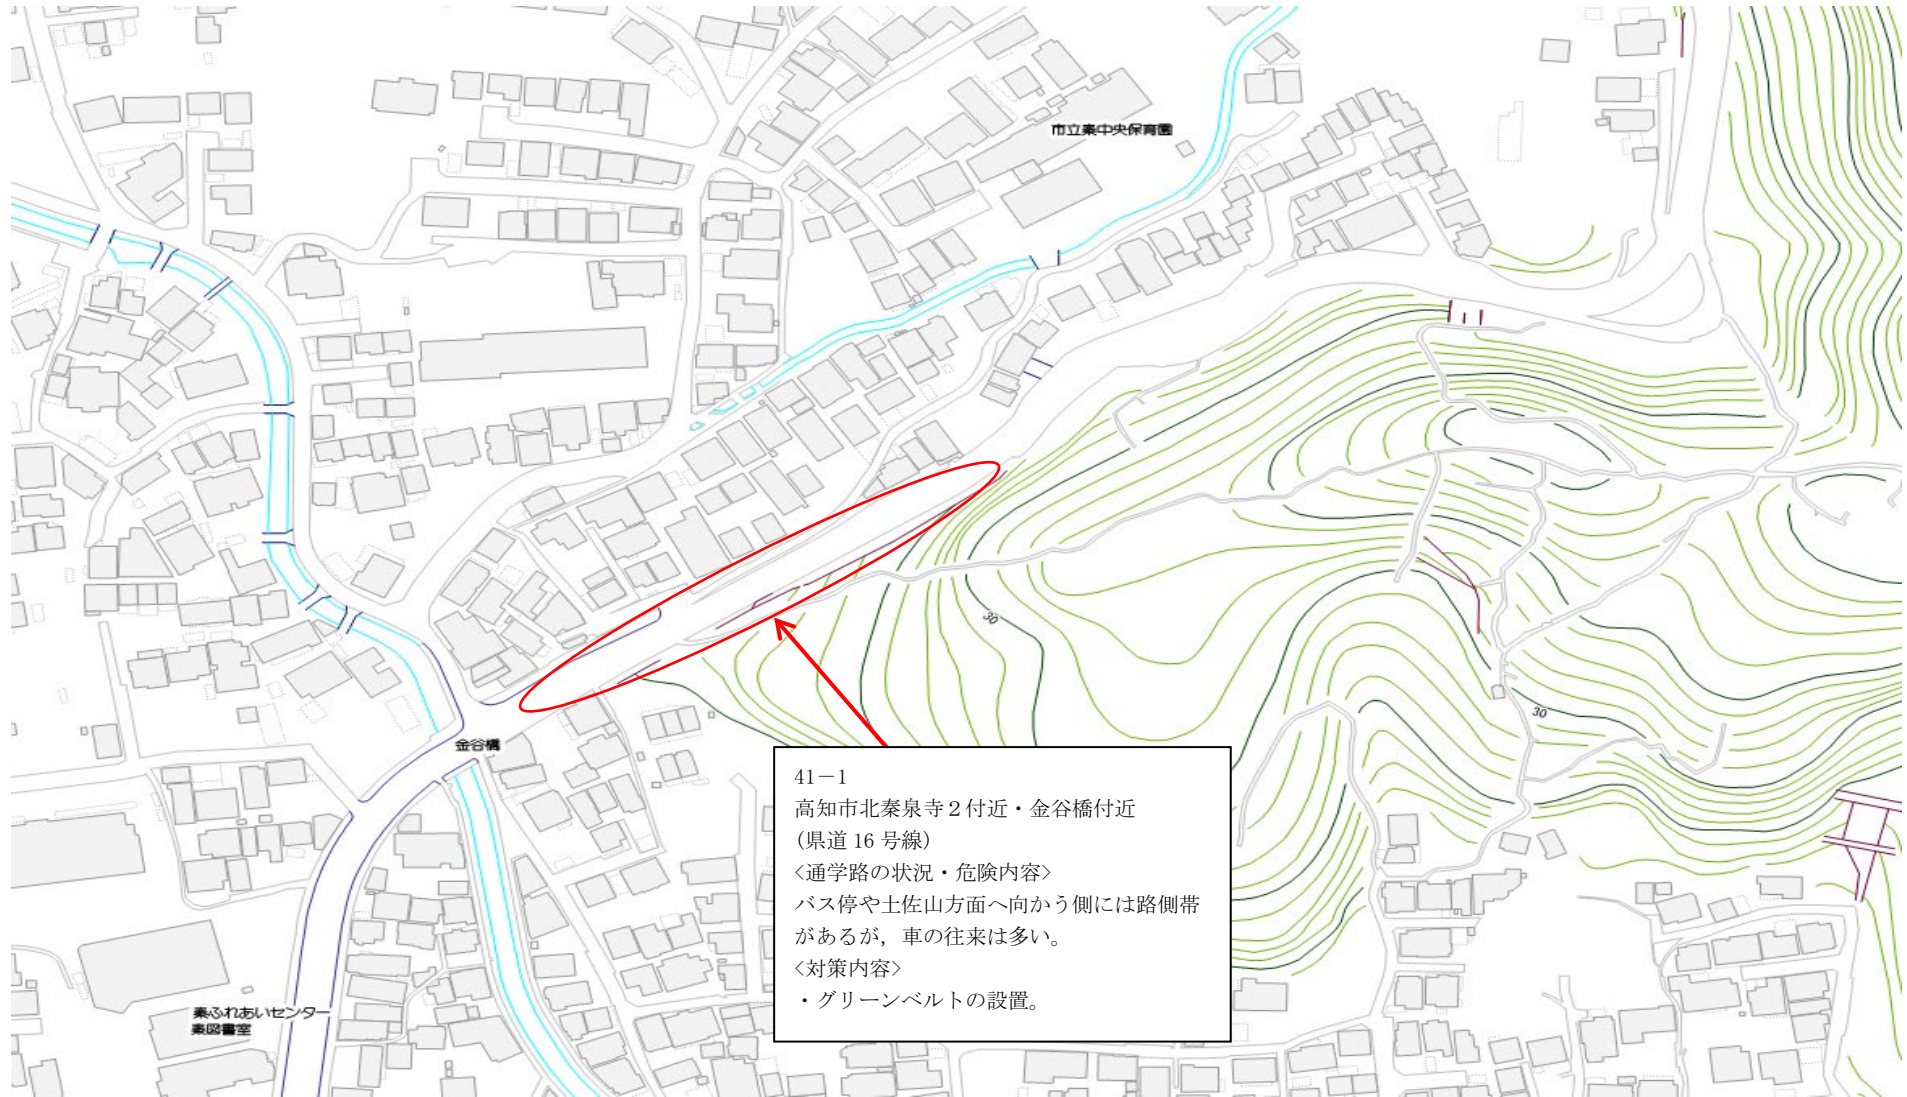 市立秦中央保育園
30
30
金谷橋
41－1
高知市北秦泉寺２付近・金谷橋付近
(県道 16 号線)
<通学路の状況・危険内容>
バス停や土佐山方面へ向かう側には路側帯
があるが，車の往来は多い。
<対策内容>
・グリーンベルトの設置。
秦ふれあいセンター
秦図書室